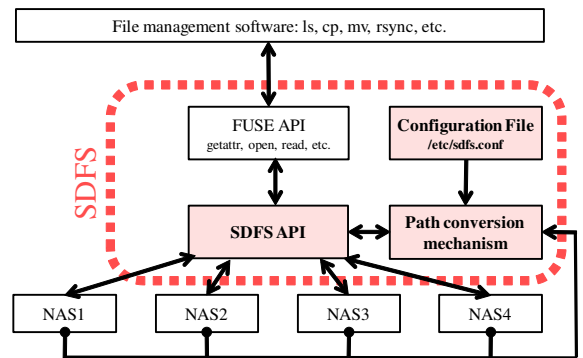 File management software: ls, cp, mv, rsync, etc.
SDFS
FUSE API
getattr, open, read, etc.
Configuration File
/etc/sdfs.conf
SDFS API
Path conversion
mechanism
NAS1
NAS2
NAS3
NAS4